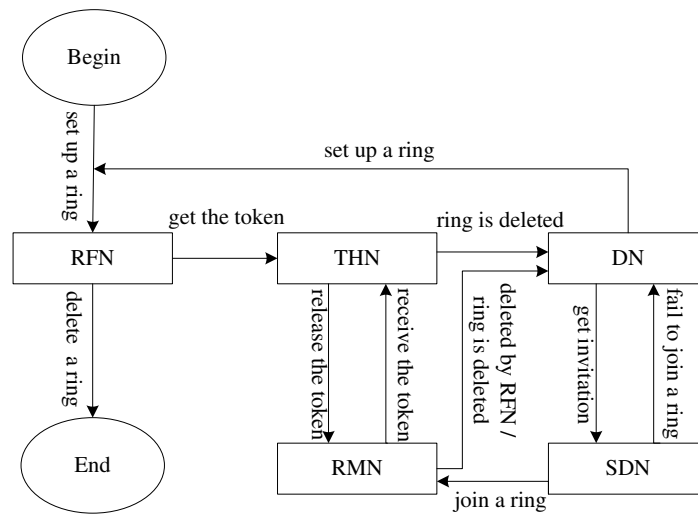 Begin
set up a ring
set up a ring
get the token
ring is deleted
RFN
THN
DN
delete a ring
release the token
receive the token
deleted by RFN /
ring is deleted
get invitation
fail to join a ring
End
RMN
SDN
join a ring